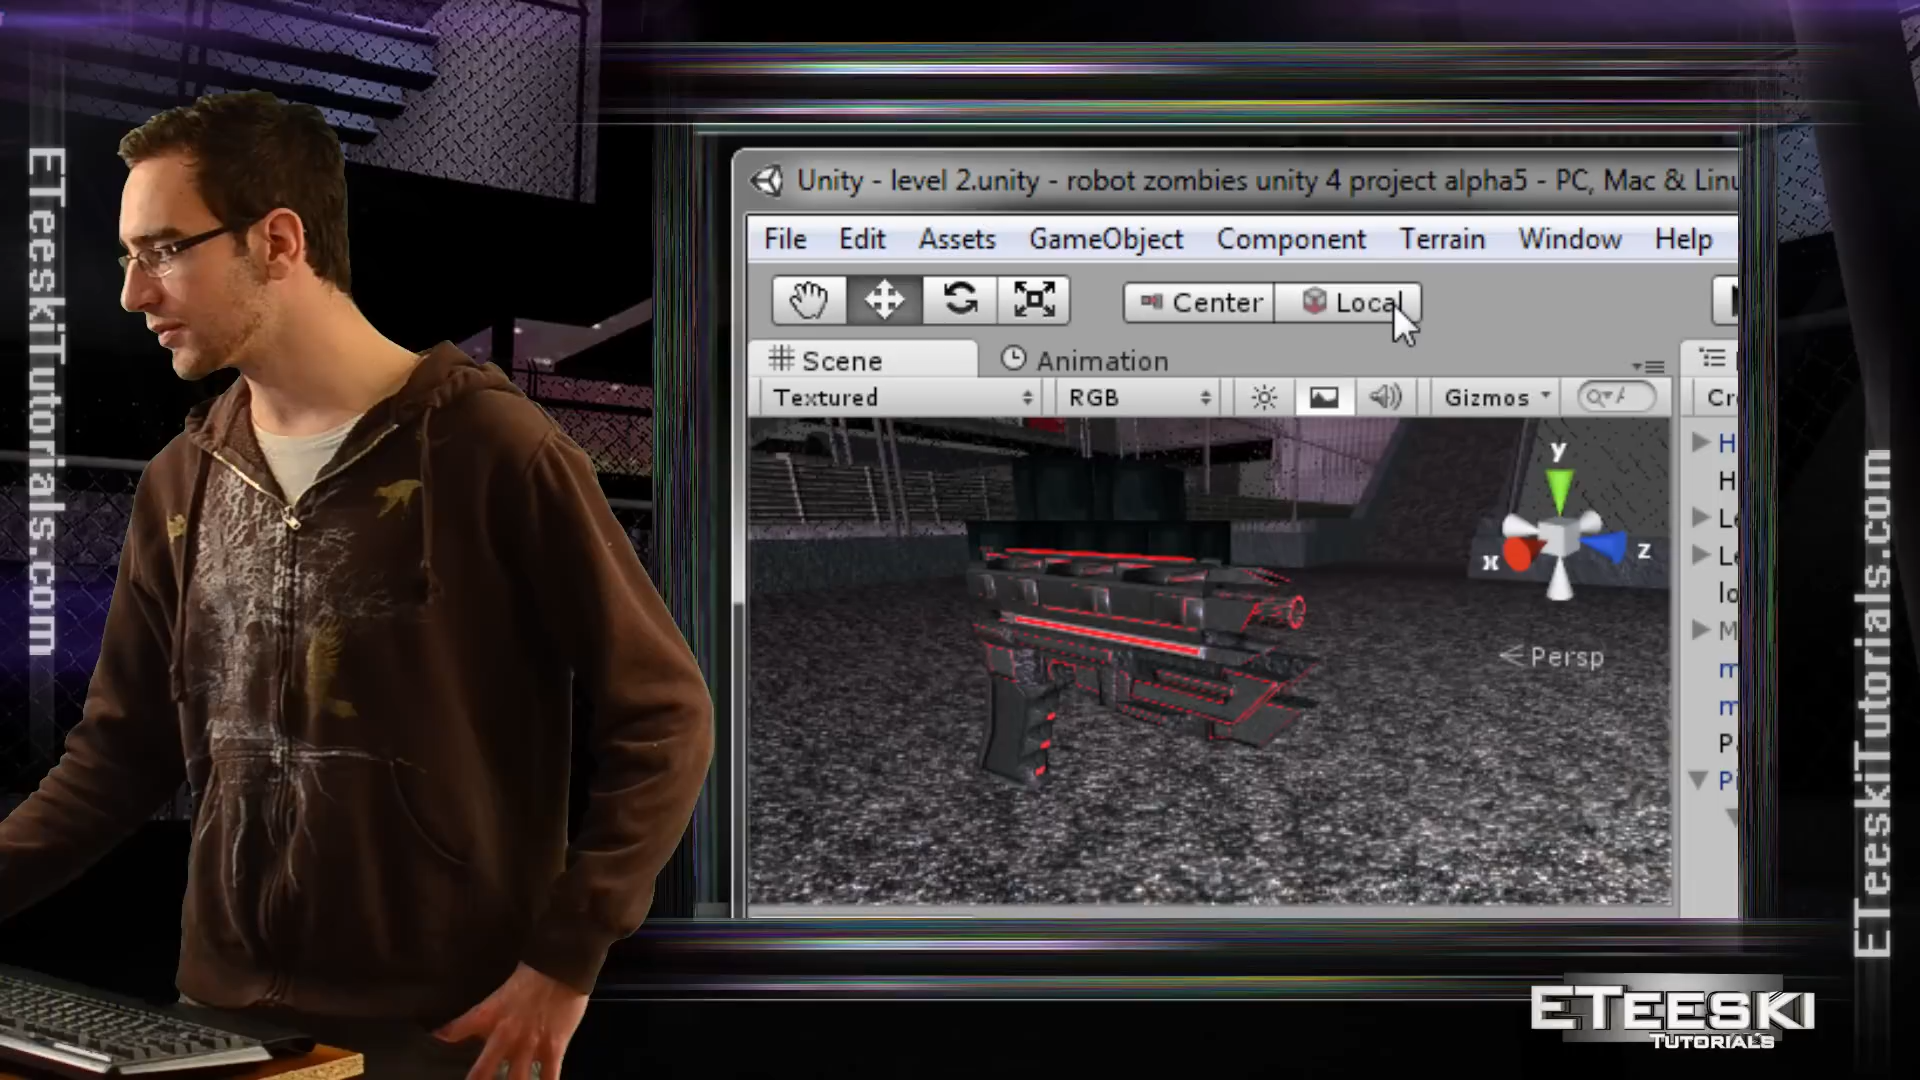 ETeeskiTutorials.com
Unity - level 2.unity - robot zombies unity 4 project alpha5 - PC, Mac &
File Edit Assets GameObject Component Terrain Window Help
Center Local
Scene Animation
Textured RGB Gizmos
y
x z
Persp
ETeeskiTutorials.com
ETEESKI
TUTORIALS